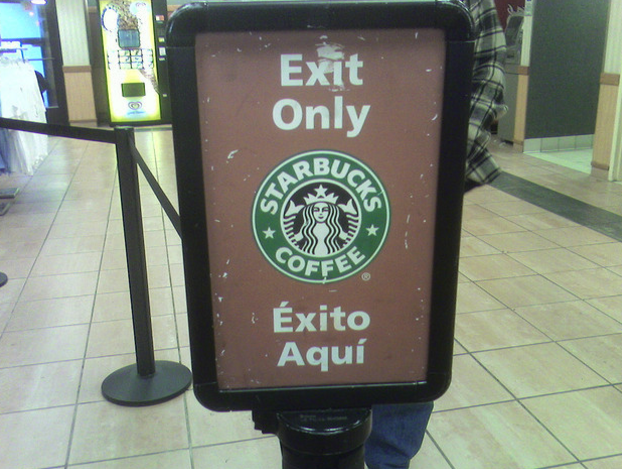 Exit
Only
STARBUCKS
COFFEE
®
Éxito
Aquí